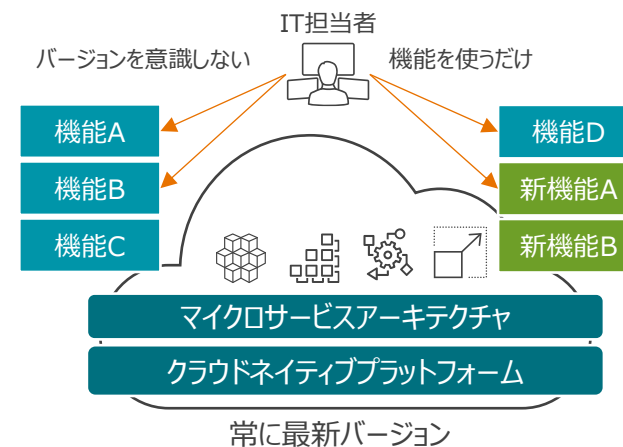 IT担当者
バージョンを意識しない
機能を使うだけ
機能A
機能D
機能B
新機能A
機能C
新機能B
マイクロサービスアーキテクチャ
クラウドネイティブプラットフォーム
常に最新バージョン